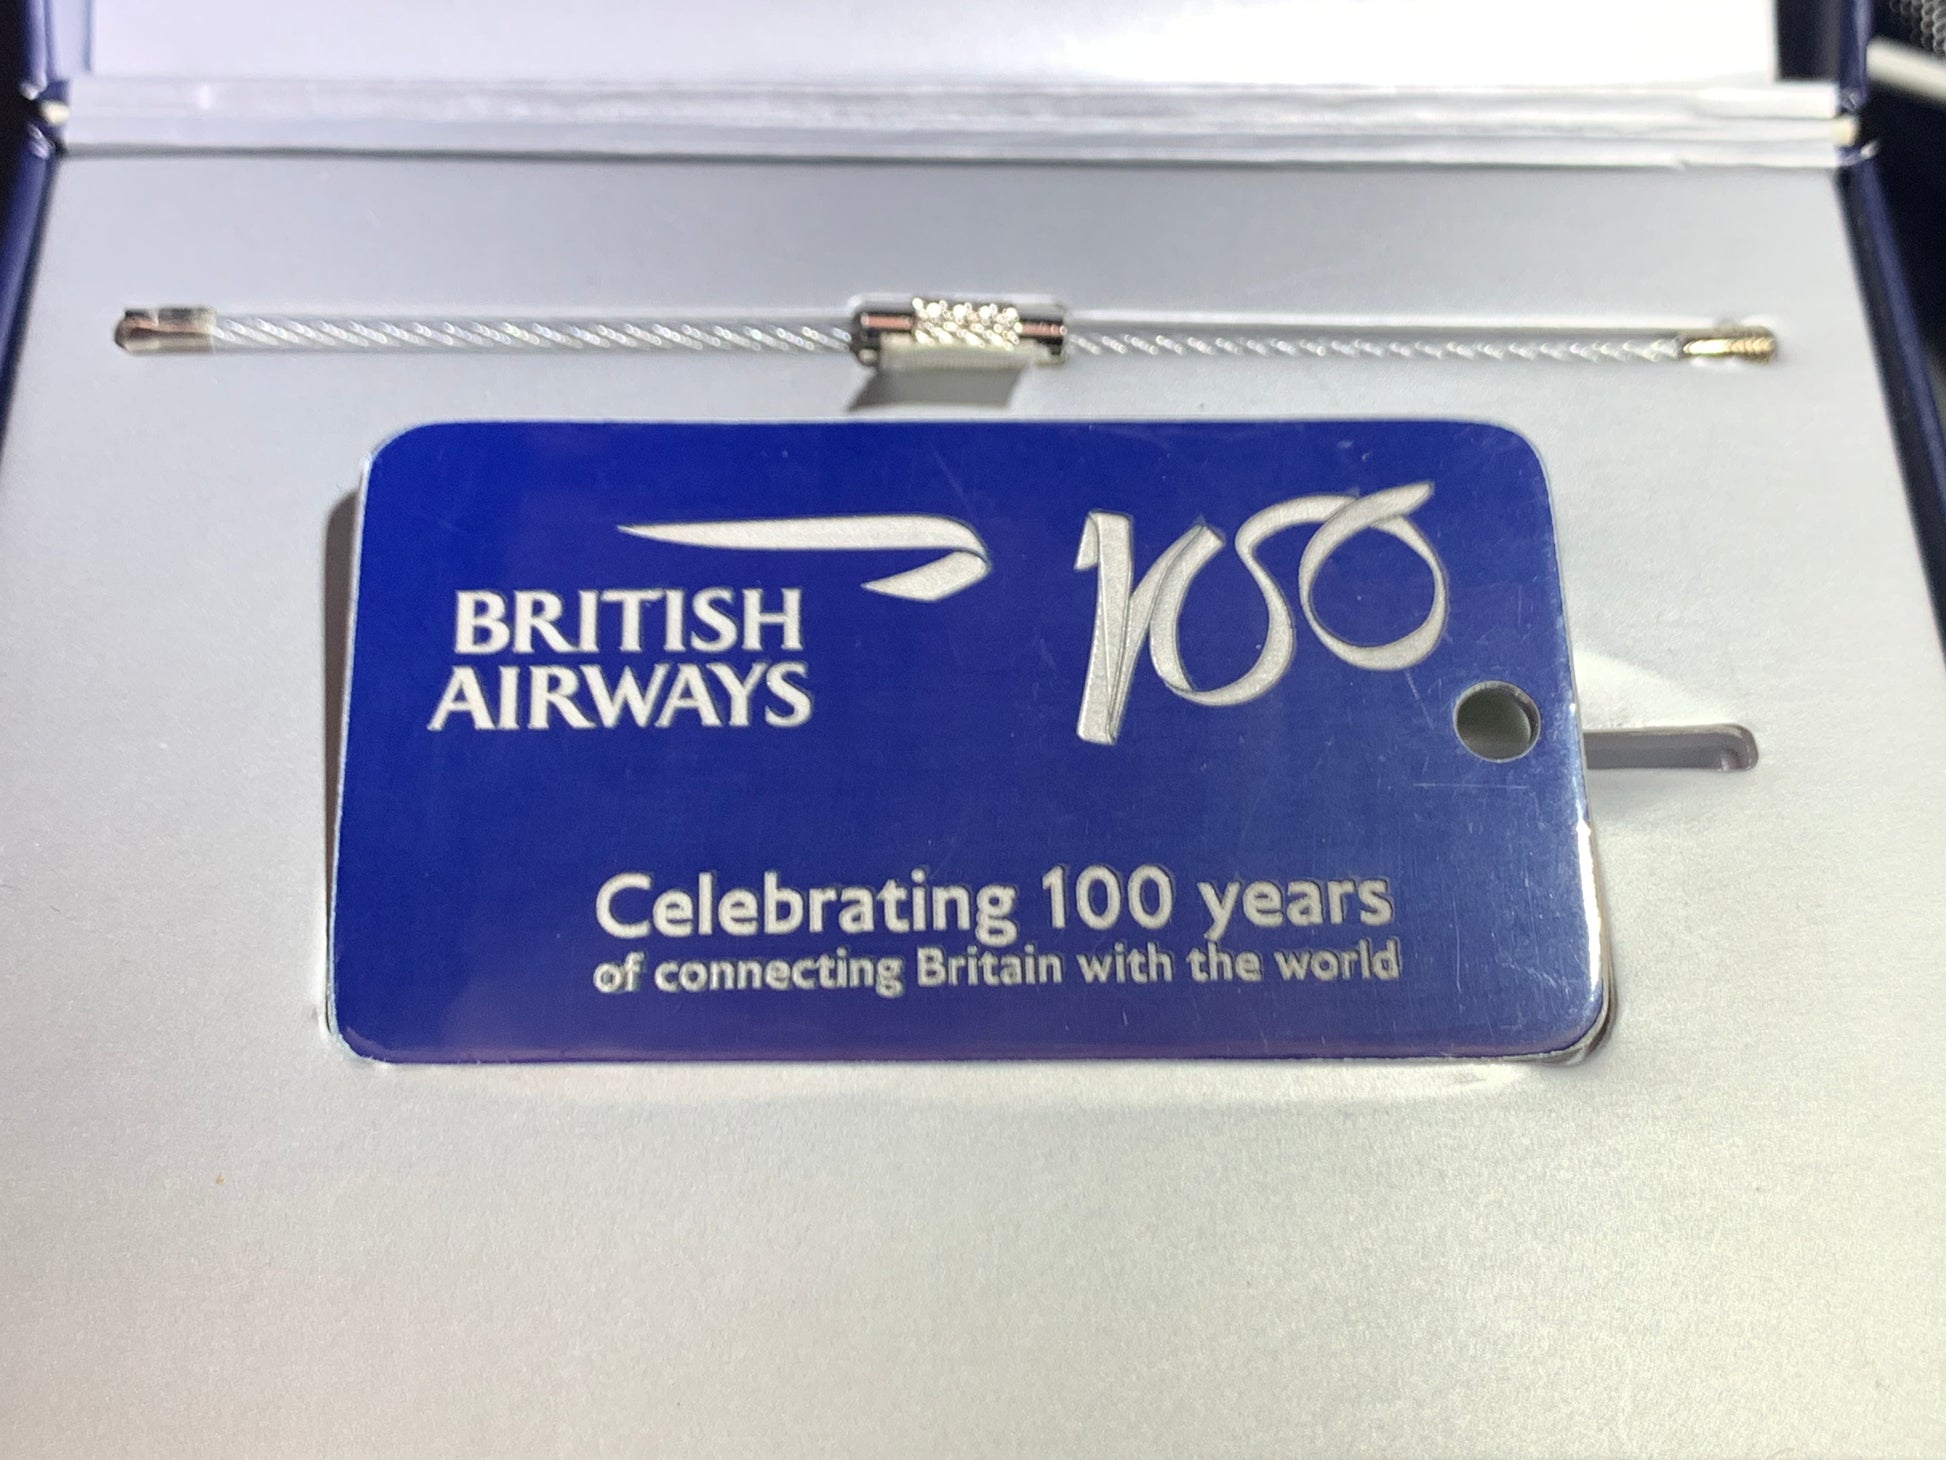 BRITISH
AIRWAYS
100
Celebrating 100 years
of connecting Britain with the world